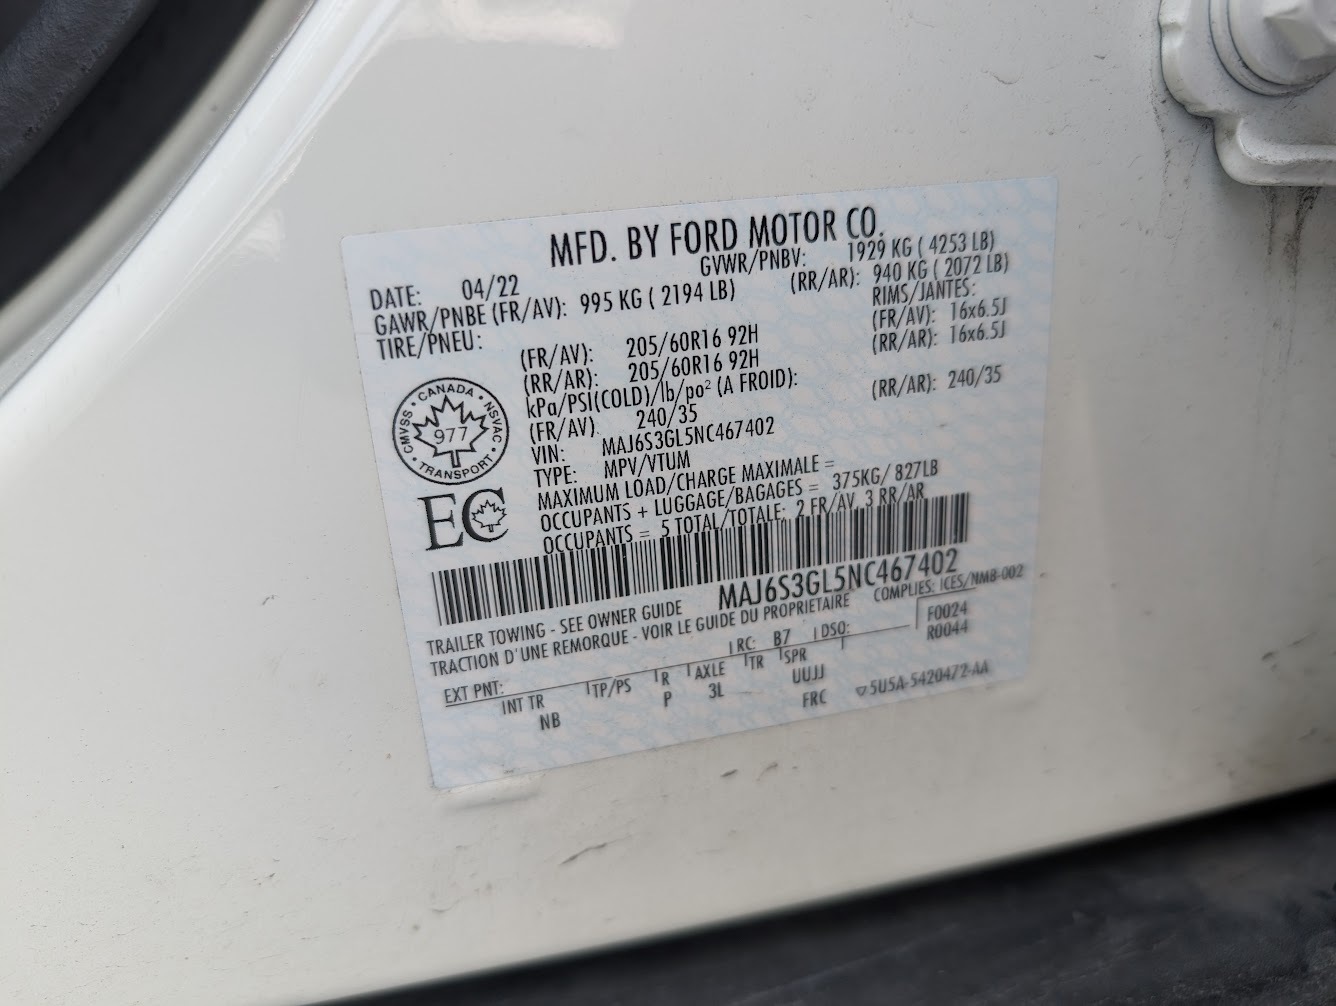 MFD. BY FORD MOTOR CO.
DATE: 04/22 GVWR/PNBV: 1929 KG ( 4253 LB)
GAWR/PNBE (FR/AV): 995 KG ( 2194 LB) (RR/AR): 940 KG ( 2072 LB)
TIRE/PNEU: RIMS/JANTES:
(FR/AV): 205/60R16 92H (FR/AV): 16x6.5J
(RR/AR): 205/60R16 92H (RR/AR): 16x6.5J
kPa/PSI(COLD)/lb/po² (A FROID):
(FR/AV). 240/35 (RR/AR): 240/35
VIN: MAJ6S3GL5NC467402
TYPE: MPV/VTUM
MAXIMUM LOAD/CHARGE MAXIMALE =
OCCUPANTS + LUGGAGE/BAGAGES = 375KG/ 827LB
OCCUPANTS = 5 TOTAL/TOTALE: 2 FR/AV, 3 RR/AR
CMVSS · CANADA · NSVAC
977
· TRANSPORT ·
EC
MAJ6S3GL5NC467402
TRAILER TOWING - SEE OWNER GUIDE COMPLIES: ICES/NMB-002
TRACTION D'UNE REMORQUE - VOIR LE GUIDE DU PROPRIETAIRE
F0024
R0044
EXT PNT: RC: B7 DSO:
INT TR TP/PS R AXLE TR SPR
NB P 3L UUJJ
FRC 5U5A-5420472-AA